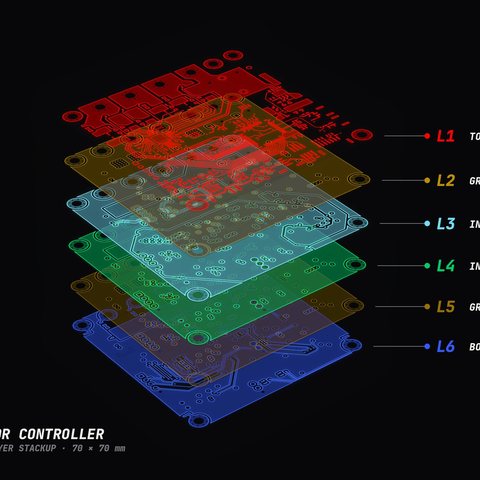 L1 TO
L2 GR
L3 IN
L4 IN
L5 GR
L6 BO
OR CONTROLLER
YER STACKUP · 70 × 70 mm